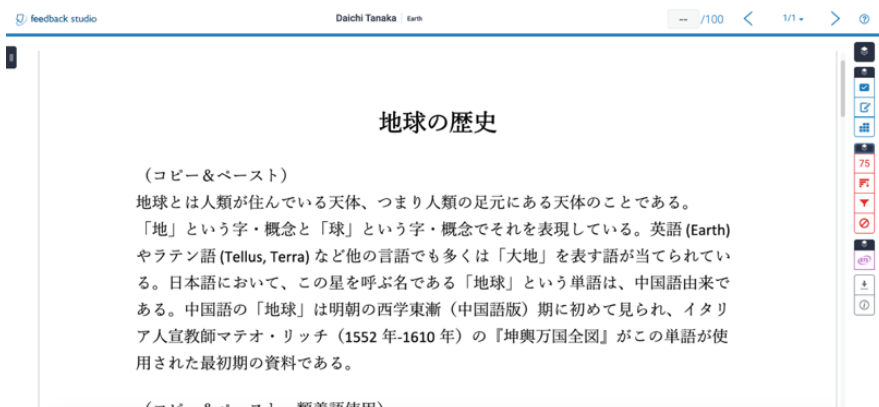 feedback studio
Daichi Tanaka Earth
-- /100
1/1
地球の歴史
（コピー＆ペースト）
地球とは人類が住んでいる天体、つまり人類の足元にある天体のことである。
「地」という字・概念と「球」という字・概念でそれを表現している。英語 (Earth)
やラテン語 (Tellus, Terra) など他の言語でも多くは「大地」を表す語が当てられてい
る。日本語において、この星を呼ぶ名である「地球」という単語は、中国語由来で
ある。中国語の「地球」は明朝の西学東漸（中国語版）期に初めて見られ、イタリ
ア人宣教師マテオ・リッチ（1552 年-1610 年）の『坤輿万国全図』がこの単語が使
用された最初期の資料である。
75